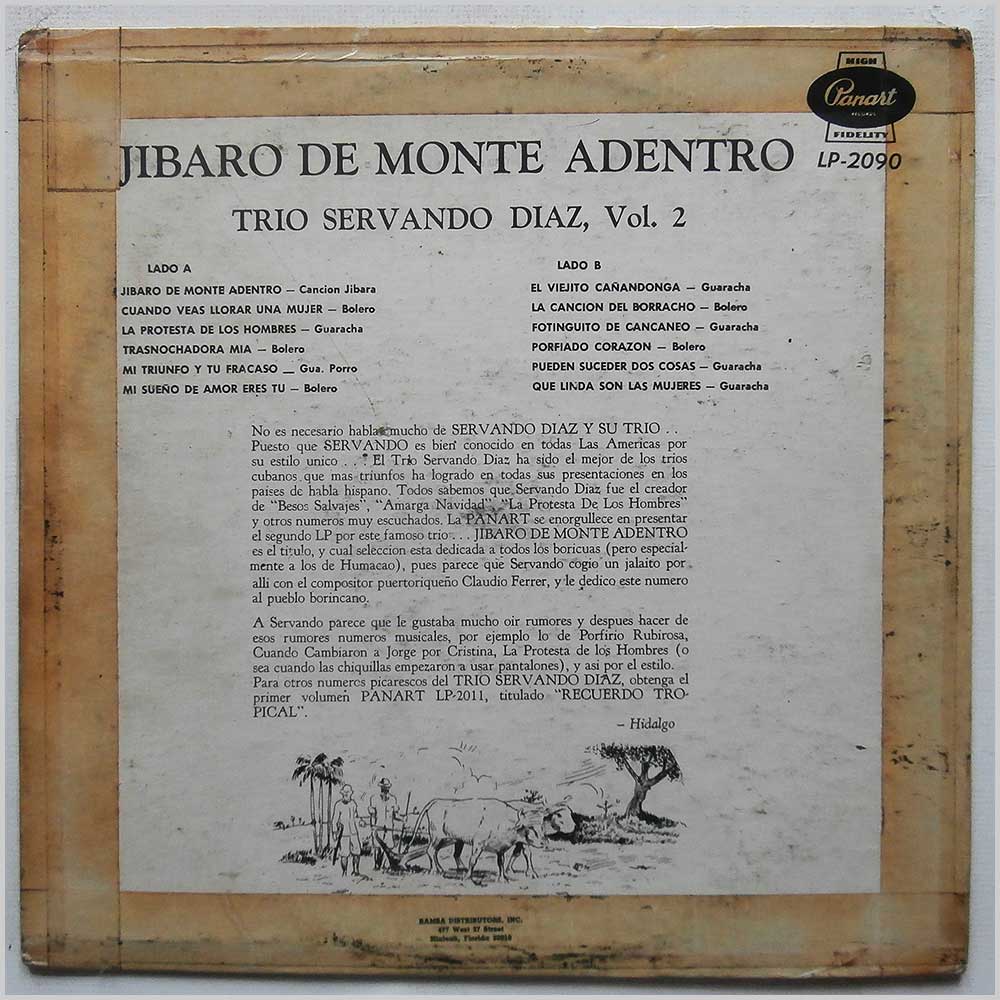 HIGH
Panart
RECORDS
FIDELITY
LP-2090
JIBARO DE MONTE ADENTRO
TRIO SERVANDO DIAZ, Vol. 2
LADO A
JIBARO DE MONTE ADENTRO — Cancion Jibara
CUANDO VEAS LLORAR UNA MUJER — Bolero
LA PROTESTA DE LOS HOMBRES — Guaracha
TRASNOCHADORA MIA — Bolero
MI TRIUNFO Y TU FRACASO __ Gua. Porro
MI SUEÑO DE AMOR ERES TU — Bolero
LADO B
EL VIEJITO CAÑANDONGA — Guaracha
LA CANCION DEL BORRACHO — Bolero
FOTINGUITO DE CANCANEO — Guaracha
PORFIADO CORAZON — Bolero
PUEDEN SUCEDER DOS COSAS — Guaracha
QUE LINDA SON LAS MUJERES — Guaracha
No es necesario hablar mucho de SERVANDO DIAZ Y SU TRIO . .
Puesto que SERVANDO es bien conocido en todas Las Americas por
su estilo unico . . . El Trio Servando Diaz ha sido el mejor de los trios
cubanos que mas triunfos ha logrado en todas sus presentaciones en los
paises de habla hispano. Todos sabemos que Servando Diaz fue el creador
de “Besos Salvajes”, “Amarga Navidad”, “La Protesta De Los Hombres”
y otros numeros muy escuchados. La PANART se enorgullece en presentar
el segundo LP por este famoso trio . . . JIBARO DE MONTE ADENTRO
es el titulo, y cual seleccion esta dedicada a todos los boricuas (pero especial-
mente a los de Humacao), pues parece que Servando cogio un jalaito por
alli con el compositor puertoriqueño Claudio Ferrer, y le dedico este numero
al pueblo borincano.
A Servando parece que le gustaba mucho oir rumores y despues hacer de
esos rumores numeros musicales, por ejemplo lo de Porfirio Rubirosa,
Cuando Cambiaron a Jorge por Cristina, La Protesta de los Hombres (o
sea cuando las chiquillas empezaron a usar pantalones), y asi por el estilo.
Para otros numeros picarescos del TRIO SERVANDO DIAZ, obtenga el
primer volumen PANART LP-2011, titulado “RECUERDO TRO-
PICAL”.
– Hidalgo
RAMBA DISTRIBUTORS, INC.
477 West 27 Street
Hialeah, Florida 33010